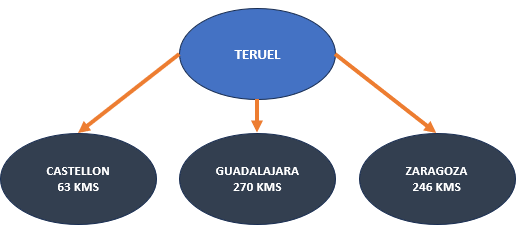 TERUEL
CASTELLON
63 KMS
GUADALAJARA
270 KMS
ZARAGOZA
246 KMS